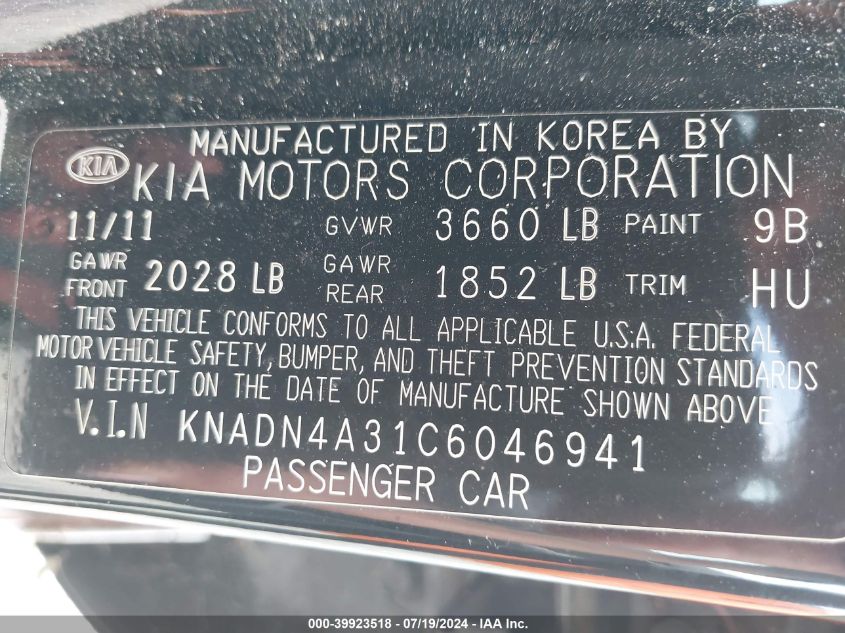 MANUFACTURED IN KOREA BY
KIA KIA MOTORS CORPORATION
11/11 GVWR 3660 LB PAINT 9B
GAWR FRONT 2028 LB GAWR REAR 1852 LB TRIM HU
THIS VEHICLE CONFORMS TO ALL APPLICABLE U.S.A. FEDERAL
MOTOR VEHICLE SAFETY, BUMPER, AND THEFT PREVENTION STANDARDS
IN EFFECT ON THE DATE OF MANUFACTURE SHOWN ABOVE
V.I.N KNADN4A31C6046941
PASSENGER CAR
000-39923518 - 07/19/2024 - IAA, Inc.